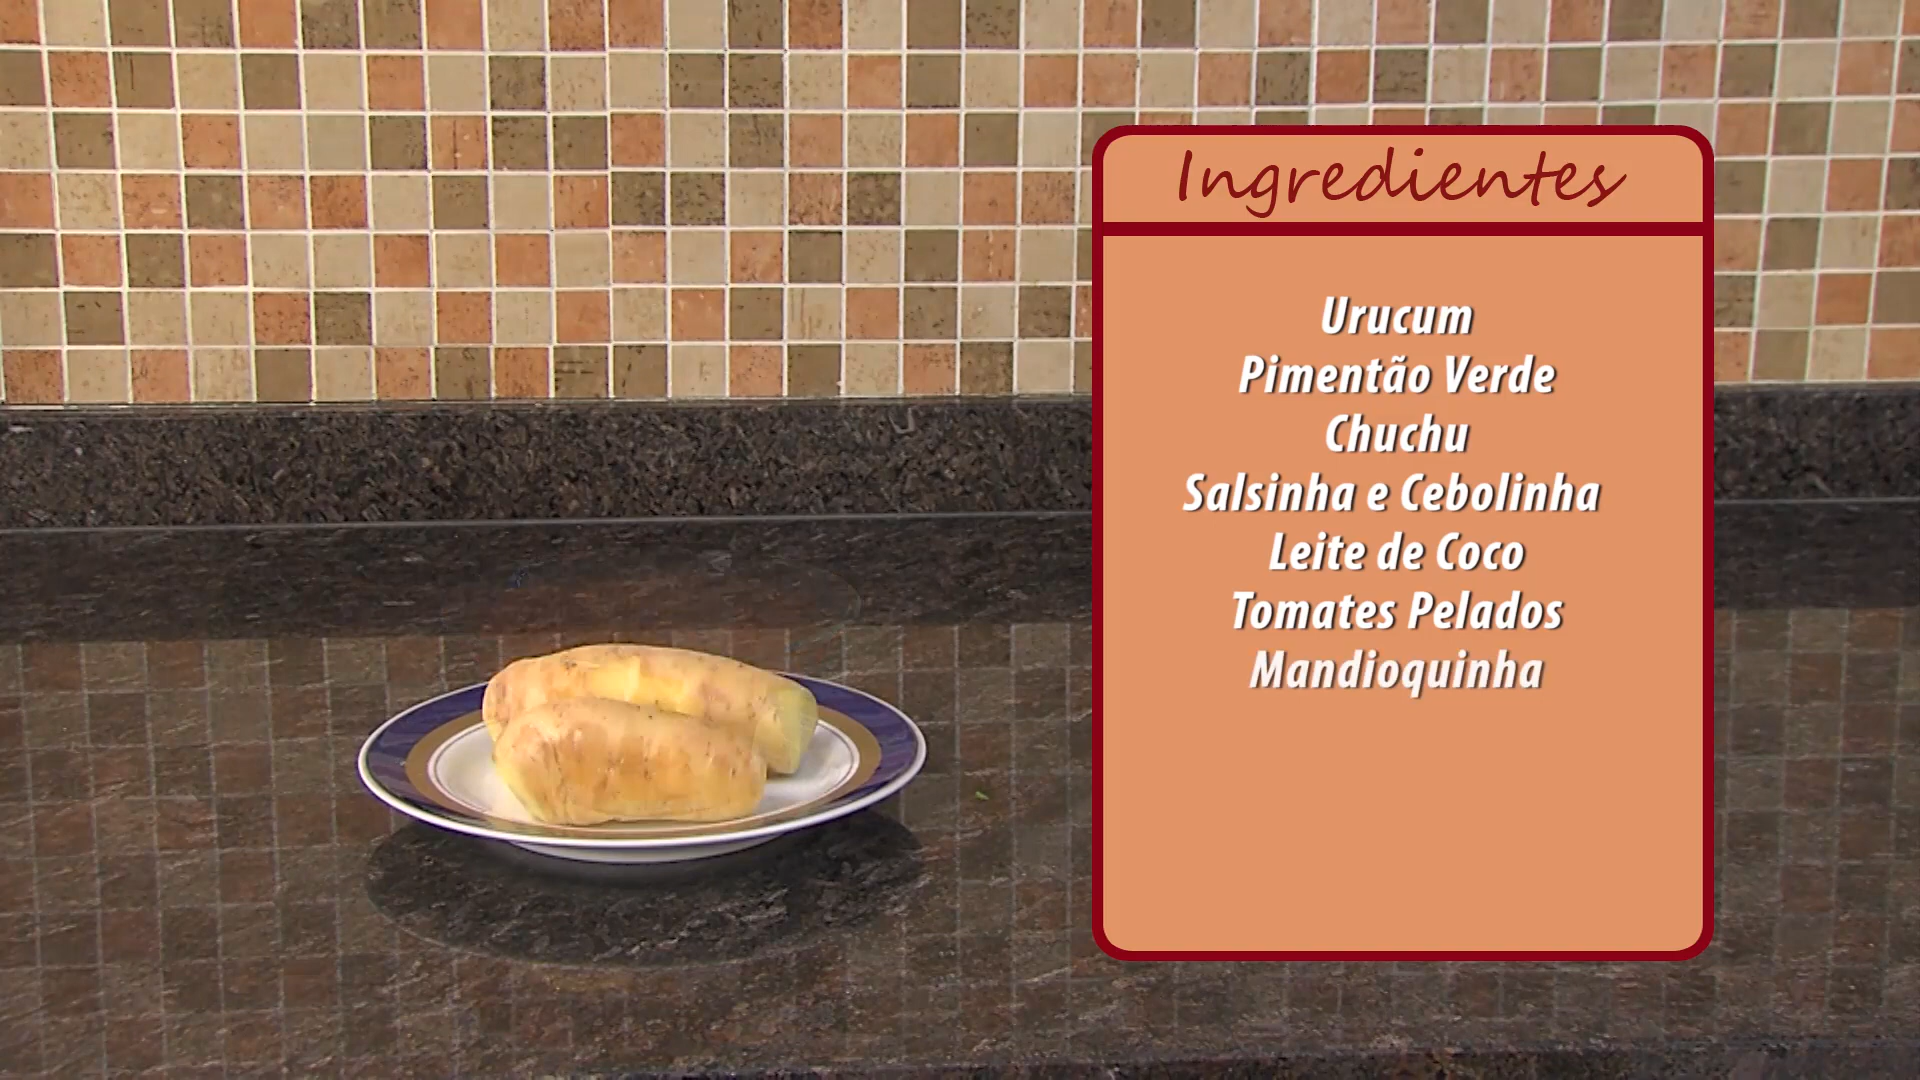 Ingredientes
Urucum
Pimentão Verde
Chuchu
Salsinha e Cebolinha
Leite de Coco
Tomates Pelados
Mandioquinha